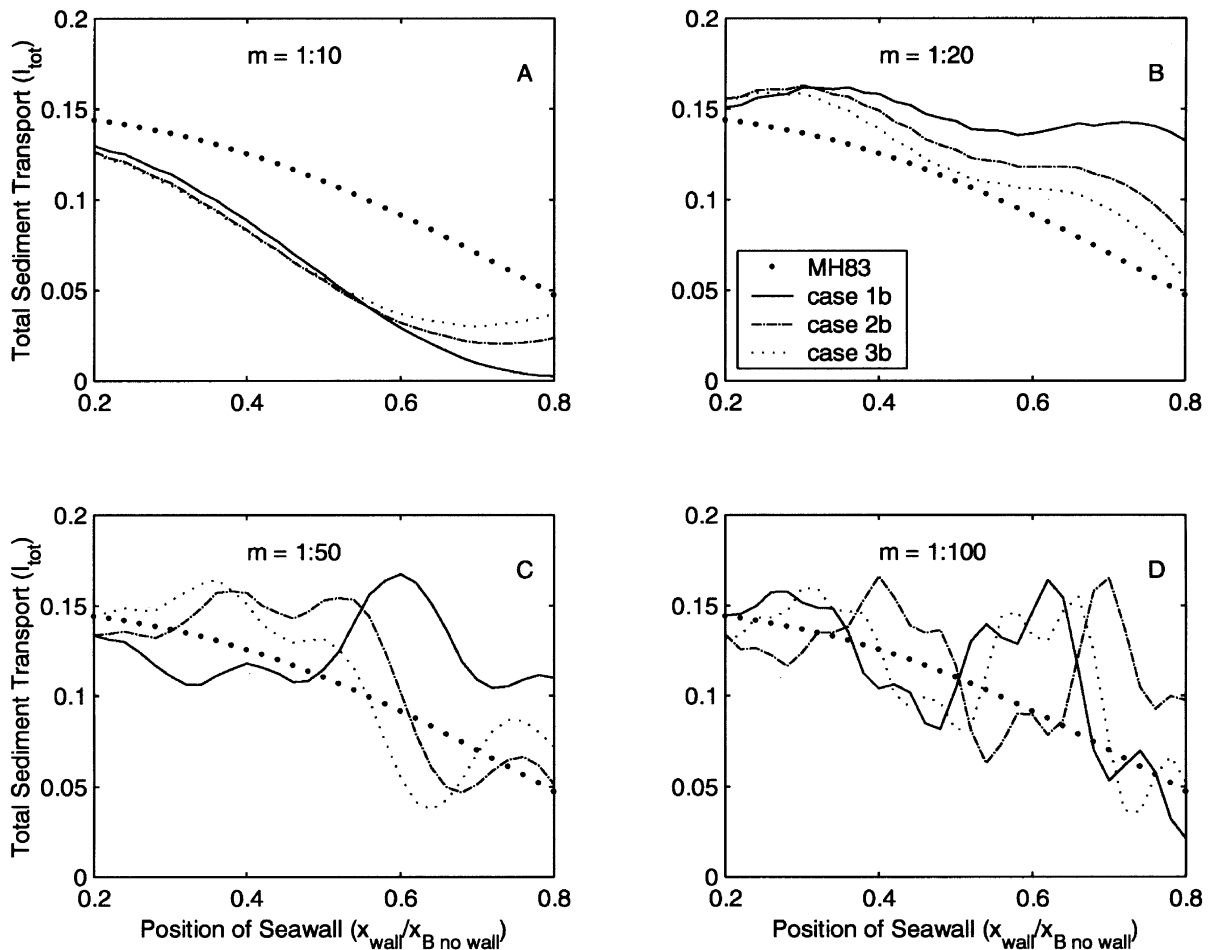 Total Sediment Transport (I_tot)
0.2
0.15
0.1
0.05
0
m = 1:10
A
0.2
0.4
0.6
0.8
0.2
0.15
0.1
0.05
0
m = 1:20
B
MH83
case 1b
case 2b
case 3b
0.2
0.4
0.6
0.8
Total Sediment Transport (I_tot)
0.2
0.15
0.1
0.05
0
m = 1:50
C
0.2
0.4
0.6
0.8
Position of Seawall (x_wall/x_B no wall)
0.2
0.15
0.1
0.05
0
m = 1:100
D
0.2
0.4
0.6
0.8
Position of Seawall (x_wall/x_B no wall)